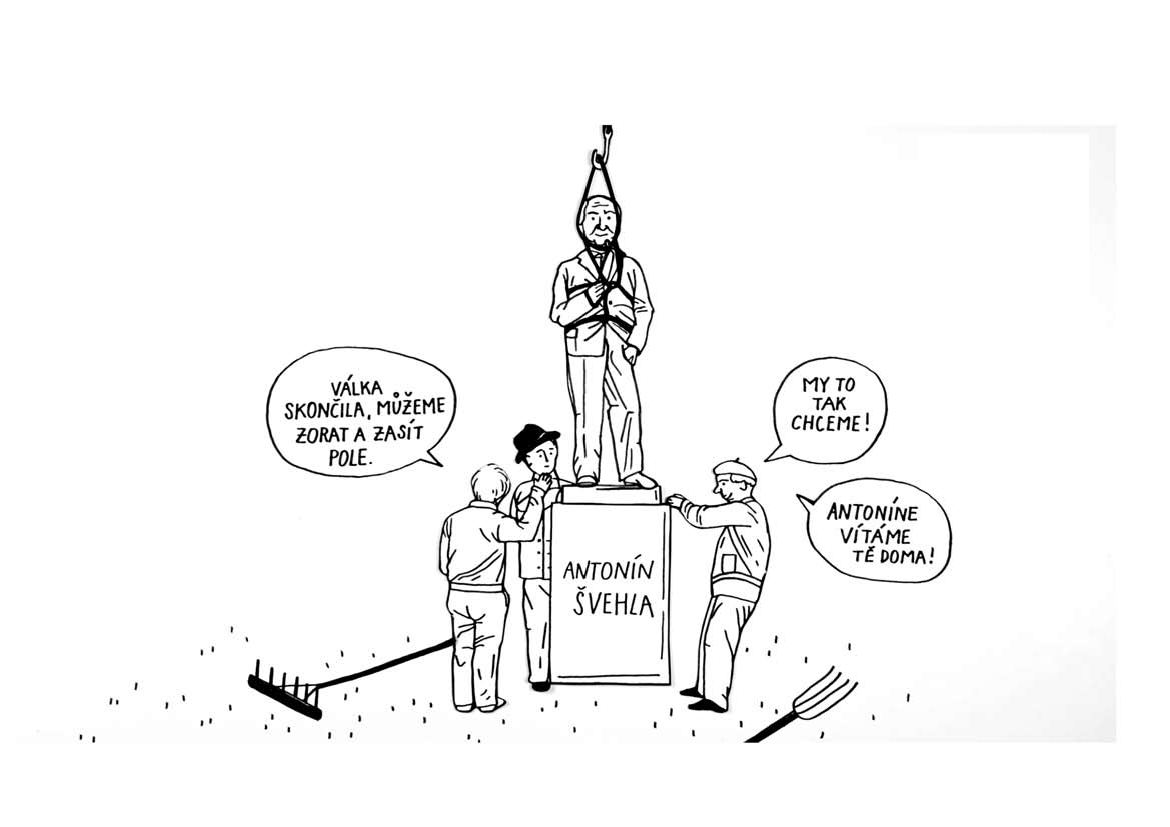 VÁLKA
SKONČILA, MŮŽEME
ZORAT A ZASÍT
POLE.
MY TO
TAK
CHCEME!
ANTONÍNE
VÍTÁME
TĚ DOMA!
ANTONÍN
ŠVEHLA